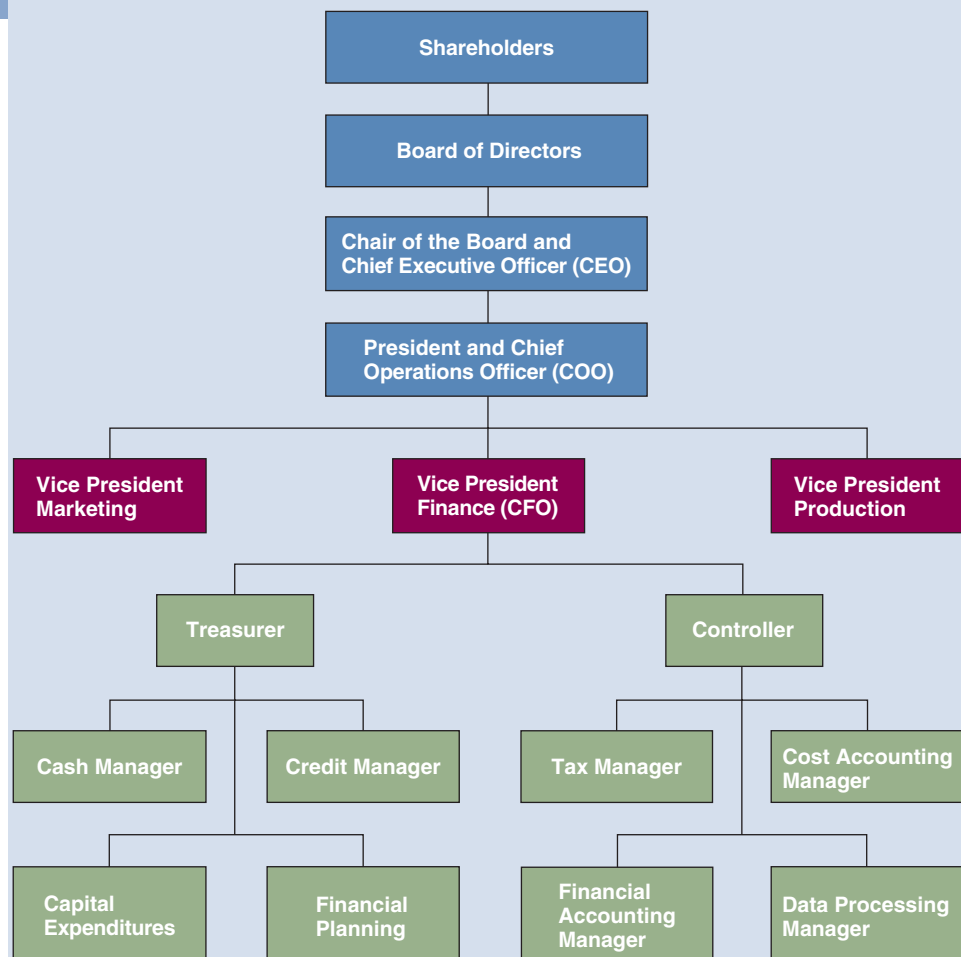 Shareholders
Board of Directors
Chair of the Board and
Chief Executive Officer (CEO)
President and Chief
Operations Officer (COO)
Vice President
Marketing
Vice President
Finance (CFO)
Vice President
Production
Treasurer
Controller
Cash Manager
Credit Manager
Tax Manager
Cost Accounting
Manager
Capital
Expenditures
Financial
Planning
Financial
Accounting
Manager
Data Processing
Manager